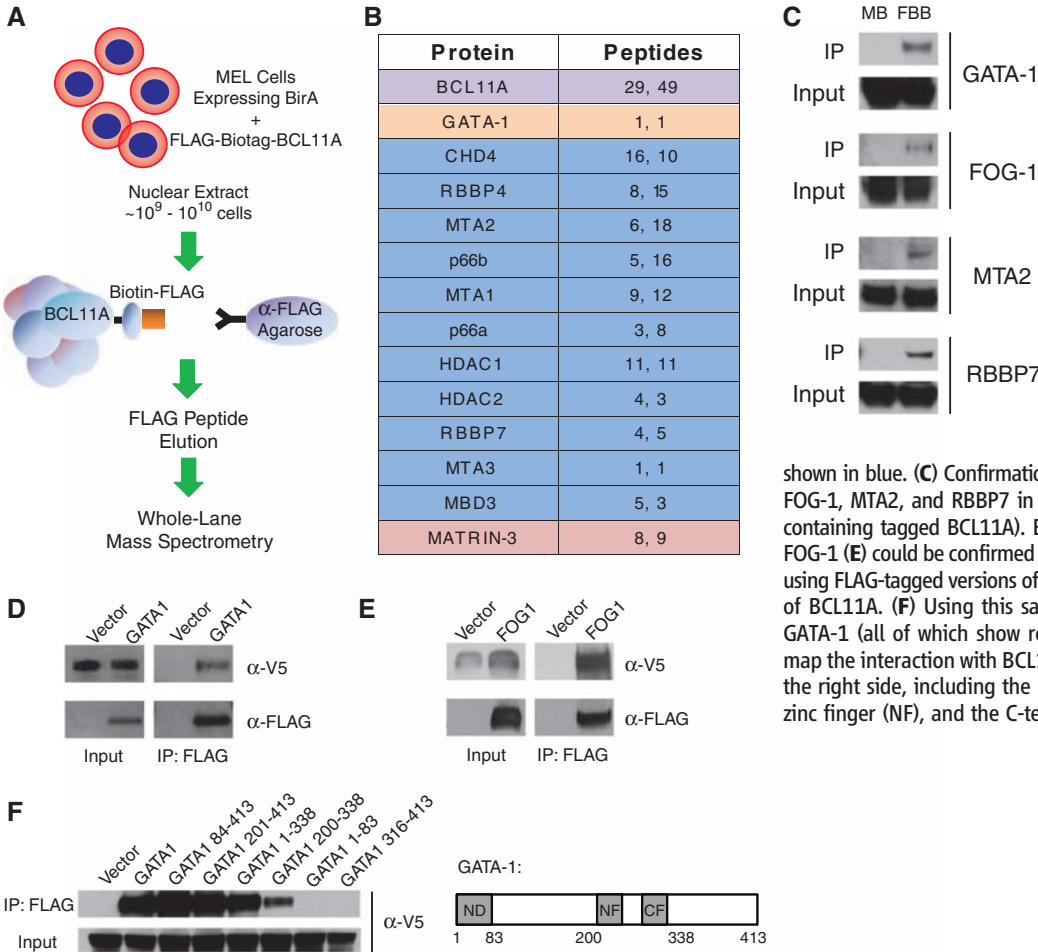 A
MEL Cells
Expressing BirA
+
FLAG-Biotag-BCL11A
Nuclear Extract
~10^9 - 10^10 cells
Biotin-FLAG
BCL11A
α-FLAG
Agarose
FLAG Peptide
Elution
Whole-Lane
Mass Spectrometry
B
Protein Peptides
BCL11A 29, 49
GATA-1 1, 1
CHD4 16, 10
RBBP4 8, 15
MTA2 6, 18
p66b 5, 16
MTA1 9, 12
p66a 3, 8
HDAC1 11, 11
HDAC2 4, 3
RBBP7 4, 5
MTA3 1, 1
MBD3 5, 3
MATRIN-3 8, 9
C
MB FBB
IP
Input
GATA-1
IP
Input
FOG-1
IP
Input
MTA2
IP
Input
RBBP7
shown in blue. (C) Confirmatio
FOG-1, MTA2, and RBBP7 in
containing tagged BCL11A). B
FOG-1 (E) could be confirmed
using FLAG-tagged versions of
of BCL11A. (F) Using this sa
GATA-1 (all of which show re
map the interaction with BCL1
the right side, including the
zinc finger (NF), and the C-te
D
Vector GATA1 Vector GATA1
α-V5
α-FLAG
Input IP: FLAG
E
Vector FOG1 Vector FOG1
α-V5
α-FLAG
Input IP: FLAG
F
Vector
GATA1
GATA1 84-413
GATA1 201-413
GATA1 1-338
GATA1 200-338
GATA1 1-83
GATA1 316-413
IP: FLAG
Input
α-V5
GATA-1:
ND NF CF
1 83 200 338 413